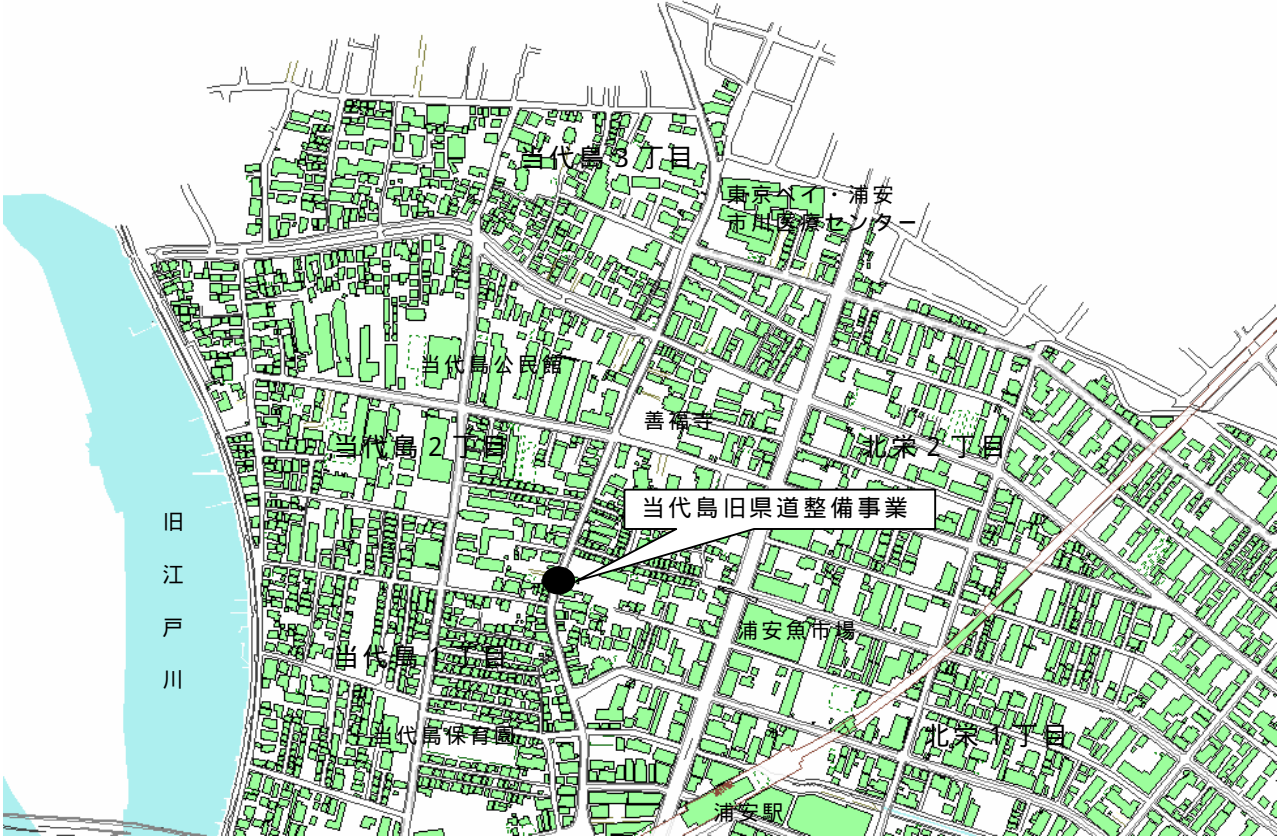 当代島3丁目
東京ベイ・浦安
市川医療センター
当代島公民館
善福寺
当代島2丁目
北栄2丁目
当代島旧県道整備事業
旧江戸川
浦安魚市場
当代島1丁目
当代島保育園
北栄1丁目
浦安駅